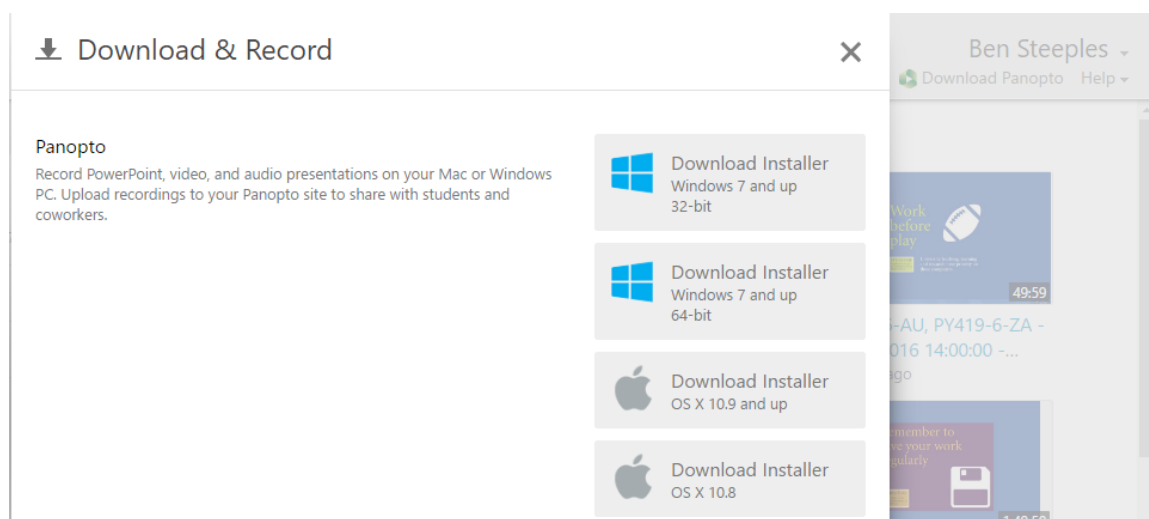 Download & Record
Ben Steeples
Download Panopto Help
Panopto
Record PowerPoint, video, and audio presentations on your Mac or Windows
PC. Upload recordings to your Panopto site to share with students and
coworkers.
Download Installer
Windows 7 and up
32-bit
Download Installer
Windows 7 and up
64-bit
Download Installer
OS X 10.9 and up
Download Installer
OS X 10.8
Work
before
play
49:59
-AU, PY419-6-ZA -
016 14:00:00 -...
ago
emember to
ve your work
egularly